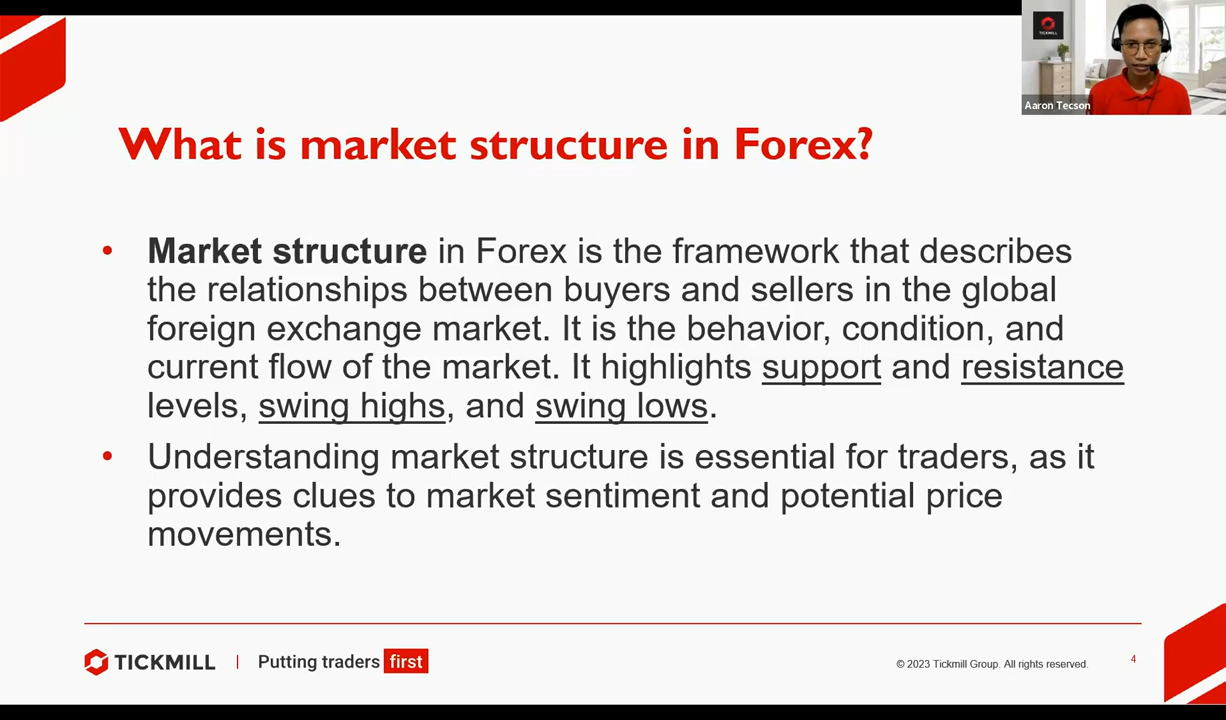 TICKMILL
Aaron Tecson
What is market structure in Forex?
• Market structure in Forex is the framework that describes
the relationships between buyers and sellers in the global
foreign exchange market. It is the behavior, condition, and
current flow of the market. It highlights support and resistance
levels, swing highs, and swing lows.
• Understanding market structure is essential for traders, as it
provides clues to market sentiment and potential price
movements.
TICKMILL | Putting traders first
© 2023 Tickmill Group. All rights reserved.
4